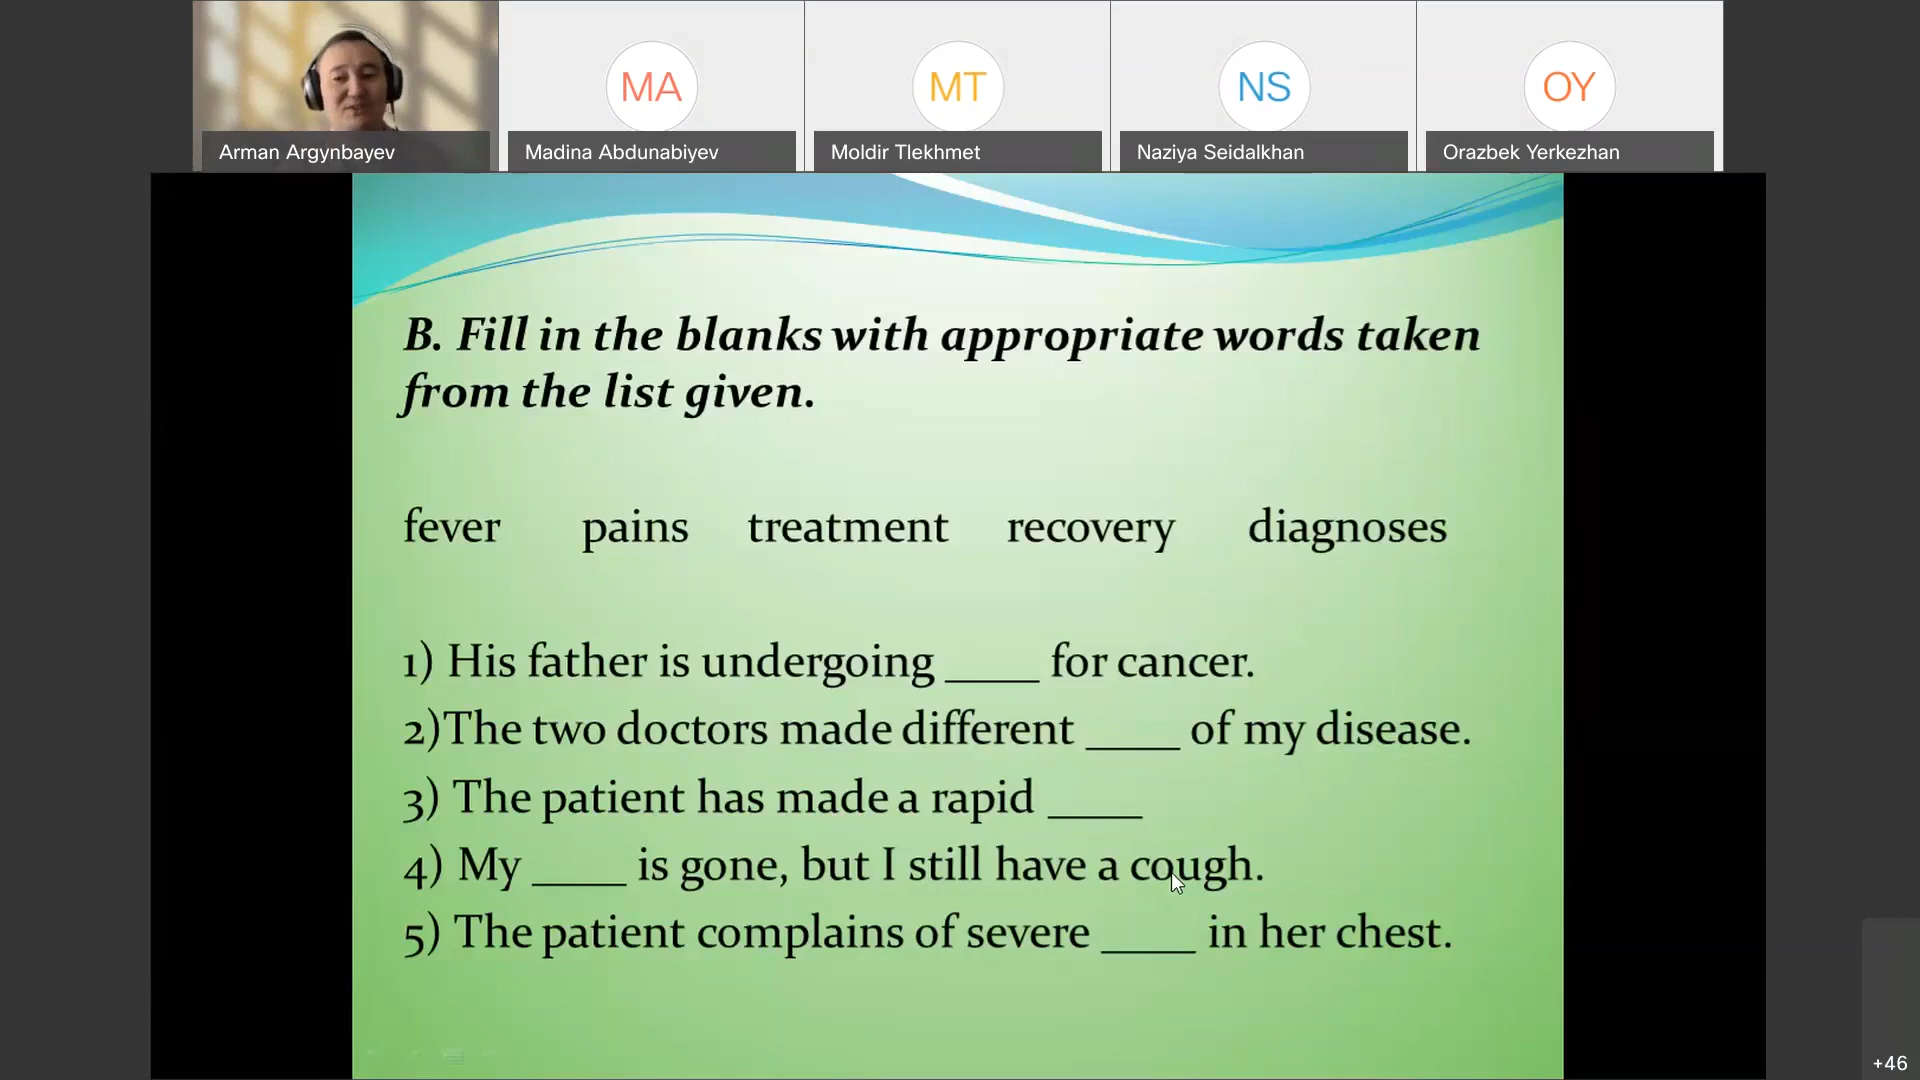 MA
MT
NS
OY
Arman Argynbayev
Madina Abdunabiyev
Moldir Tlekhmet
Naziya Seidalkhan
Orazbek Yerkezhan
B. Fill in the blanks with appropriate words taken
from the list given.
fever pains treatment recovery diagnoses
1) His father is undergoing ____ for cancer.
2)The two doctors made different ____ of my disease.
3) The patient has made a rapid ____
4) My ____ is gone, but I still have a cough.
5) The patient complains of severe ____ in her chest.
+46